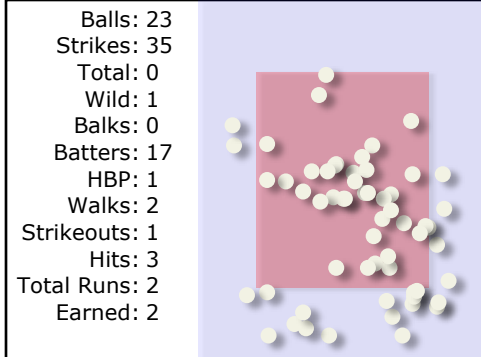 Balls: 23
Strikes: 35
Total: 0
Wild: 1
Balks: 0
Batters: 17
HBP: 1
Walks: 2
Strikeouts: 1
Hits: 3
Total Runs: 2
Earned: 2